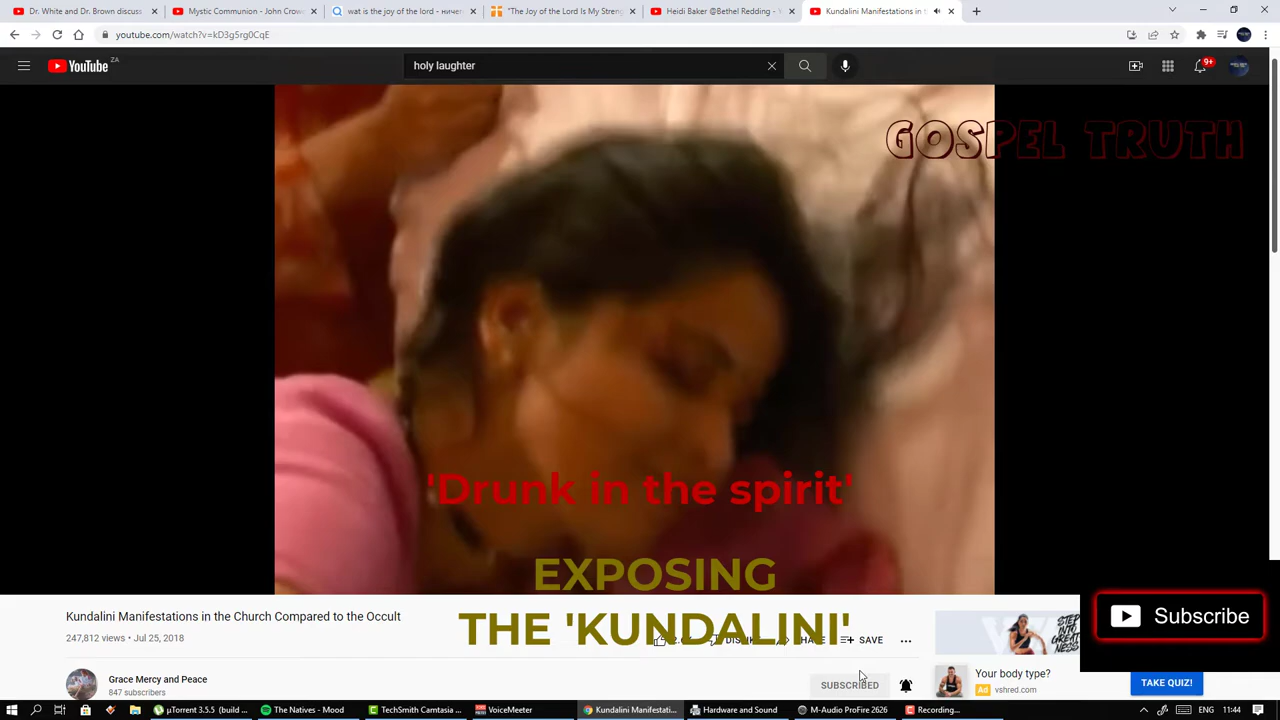 Dr. White and Dr. Brown discuss
Mystic Communion - John Crow
wat is the joy of the lord - ничего
"The Joy of the Lord Is My Streng
Heidi Baker @Bethel Redding - Y
Kundalini Manifestations in t
youtube.com/watch?v=kD3g5rg0CqE
YouTube ZA
holy laughter
9+
GOSPEL TRUTH
'Drunk in the spirit'
EXPOSING
THE 'KUNDALINI'
Kundalini Manifestations in the Church Compared to the Occult
247,812 views • Jul 25, 2018
SAVE
Subscribe
Grace Mercy and Peace
847 subscribers
SUBSCRIBED
Your body type?
Ad vshred.com
TAKE QUIZ!
µTorrent 3.5.5 (build ...
The Natives - Mood
TechSmith Camtasia ...
VoiceMeeter
Kundalini Manifestati...
Hardware and Sound
M-Audio ProFire 2626
Recording...
ENG
11:44